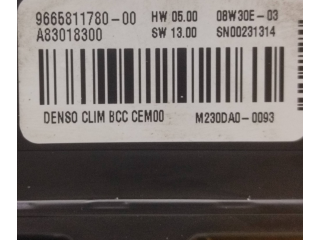 9665811780-00 HW 05.00 08W30E-03
A83018300 SW 13.00 SN00231314
DENSO CLIM BCC CEM00 M230DA0-0093